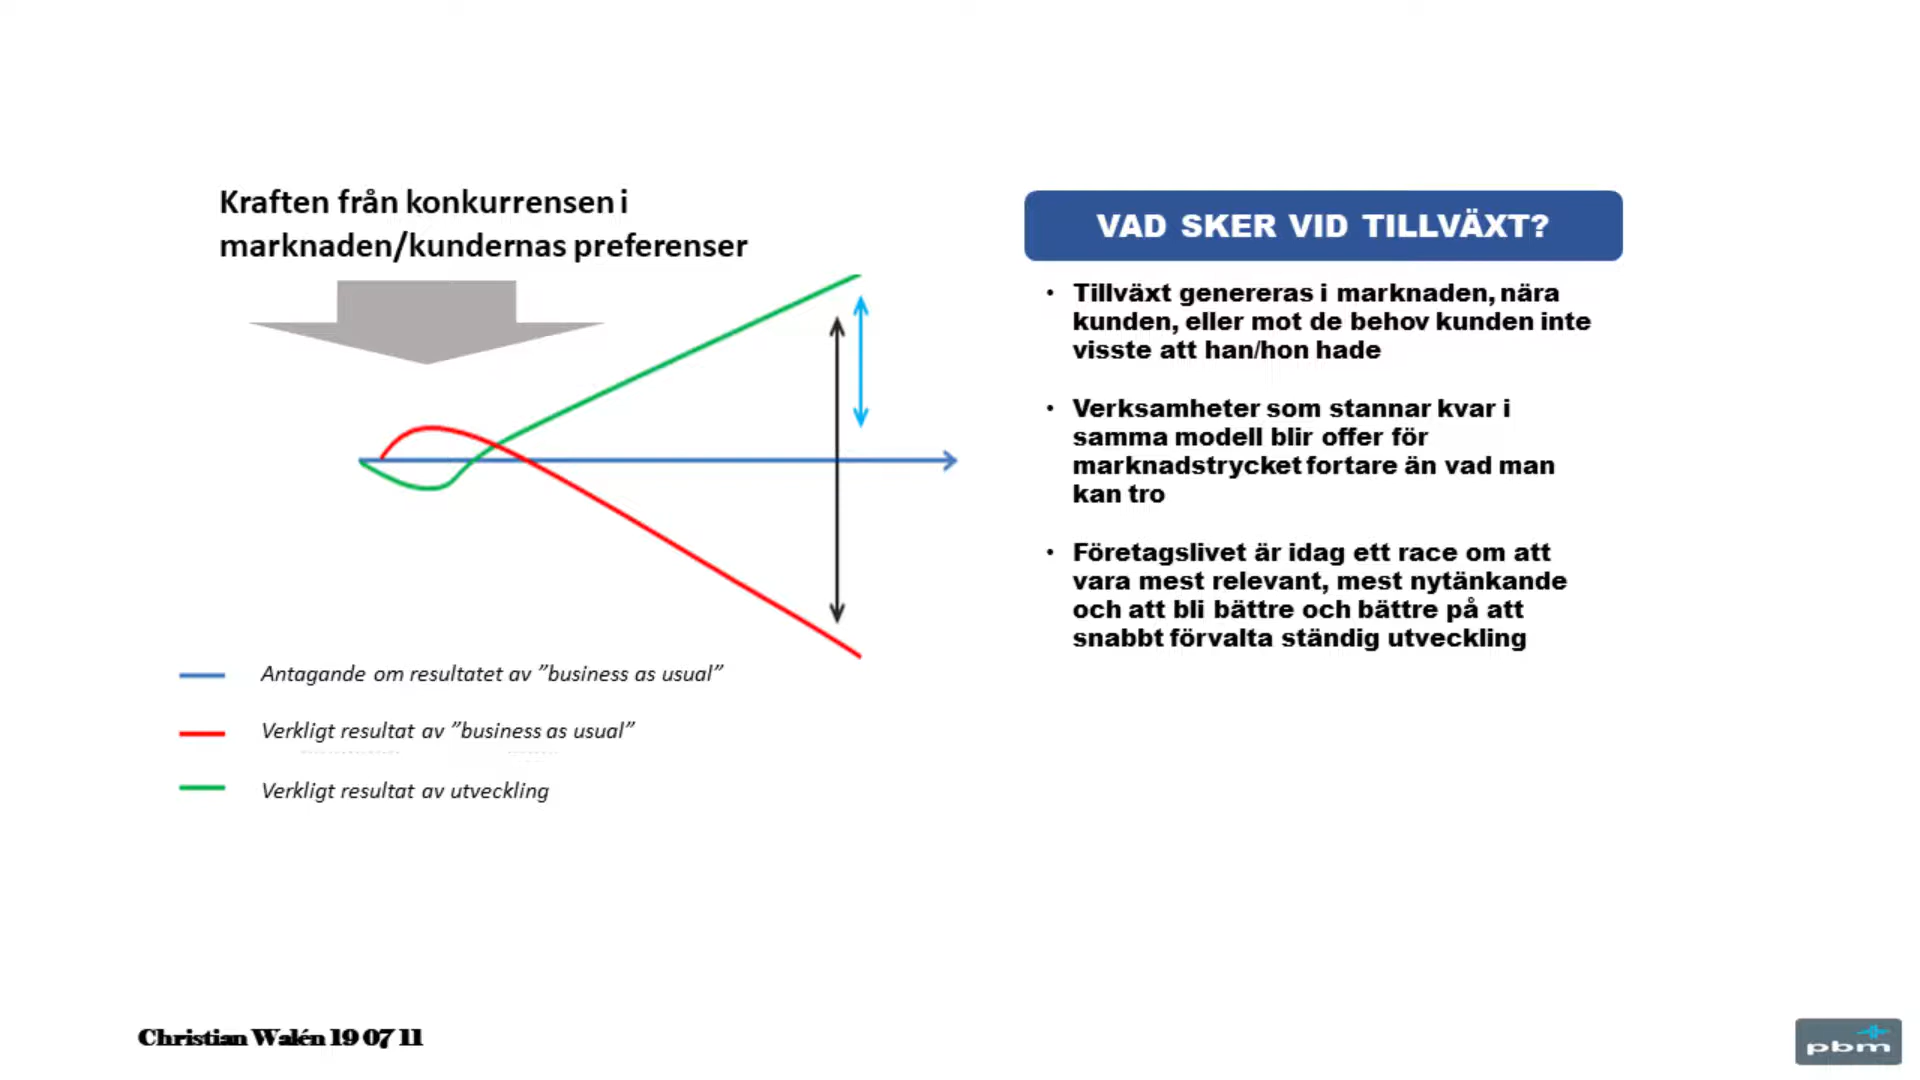 Kraften från konkurrensen i
marknaden/kundernas preferenser
Antagande om resultatet av ”business as usual”
Verkligt resultat av ”business as usual”
Verkligt resultat av utveckling
VAD SKER VID TILLVÄXT?
• Tillväxt genereras i marknaden, nära
kunden, eller mot de behov kunden inte
visste att han/hon hade
• Verksamheter som stannar kvar i
samma modell blir offer för
marknadstrycket fortare än vad man
kan tro
• Företagslivet är idag ett race om att
vara mest relevant, mest nytänkande
och att bli bättre och bättre på att
snabbt förvalta ständig utveckling
Christian Walén 19 07 11
pbm